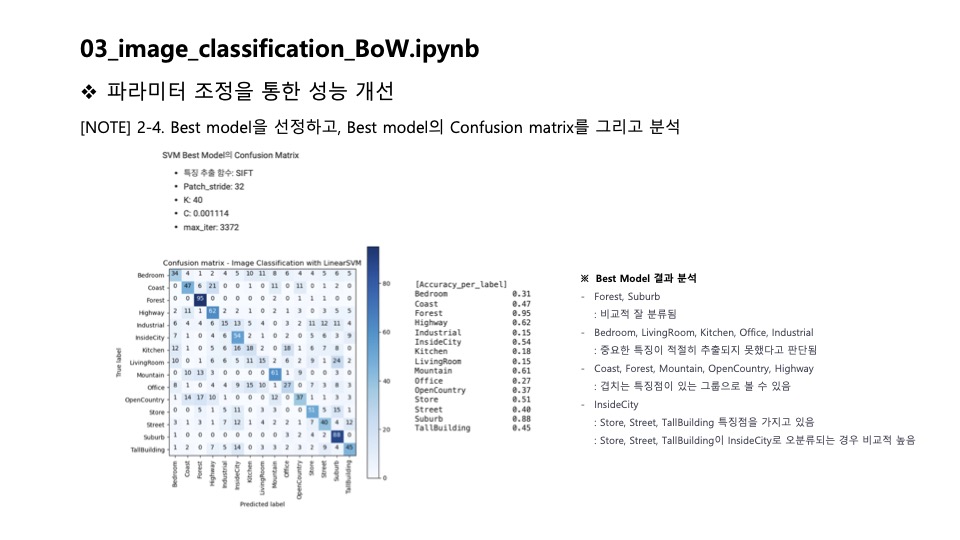 03_image_classification_BoW.ipynb
❖ 파라미터 조정을 통한 성능 개선
[NOTE] 2-4. Best model을 선정하고, Best model의 Confusion matrix를 그리고 분석
SVM Best Model의 Confusion Matrix
• 특징 추출 함수: SIFT
• Patch_stride: 32
• K: 40
• C: 0.001114
• max_iter: 3372
Confusion matrix - Image Classification with LinearSVM
True label
Bedroom 34 4 1 2 4 5 10 11 8 6 4 4 5 6 5
Coast 0 47 6 21 0 0 1 0 11 0 11 0 1 2 0
Forest 0 0 95 0 0 0 0 0 2 0 1 1 1 0 0
Highway 2 11 1 62 2 2 1 0 2 1 3 0 3 5 5
Industrial 6 4 4 6 15 13 5 4 0 3 2 11 12 11 4
InsideCity 7 1 0 4 6 54 2 0 1 0 0 5 6 3 9
Kitchen 12 1 0 5 6 16 18 2 0 18 1 6 7 8 0
LivingRoom 10 0 1 6 6 5 11 15 2 6 2 9 1 24 2
Mountain 0 10 13 0 0 0 0 1 61 1 9 0 0 3 0
Office 8 1 0 4 4 9 15 10 1 27 0 7 3 8 3
OpenCountry 1 14 17 10 1 0 0 0 12 0 37 1 1 3 3
Store 0 0 5 1 5 11 0 3 3 0 0 51 5 15 1
Street 3 1 3 1 7 12 1 4 2 2 1 7 40 4 12
Suburb 1 0 0 0 0 0 0 0 0 3 2 4 2 88 0
TallBuilding 1 2 0 7 5 14 0 3 3 1 2 2 9 4 45
Bedroom Coast Forest Highway Industrial InsideCity Kitchen LivingRoom Mountain Office OpenCountry Store Street Suburb TallBuilding
Predicted label
80
60
40
20
0
[Accuracy_per_label]
Bedroom 0.31
Coast 0.47
Forest 0.95
Highway 0.62
Industrial 0.15
InsideCity 0.54
Kitchen 0.18
LivingRoom 0.15
Mountain 0.61
Office 0.27
OpenCountry 0.37
Store 0.51
Street 0.40
Suburb 0.88
TallBuilding 0.45
※ Best Model 결과 분석
- Forest, Suburb
: 비교적 잘 분류됨
- Bedroom, LivingRoom, Kitchen, Office, Industrial
: 중요한 특징이 적절히 추출되지 못했다고 판단됨
- Coast, Forest, Mountain, OpenCountry, Highway
: 겹치는 특징점이 있는 그룹으로 볼 수 있음
- InsideCity
: Store, Street, TallBuilding 특징점을 가지고 있음
: Store, Street, TallBuilding이 InsideCity로 오분류되는 경우 비교적 높음